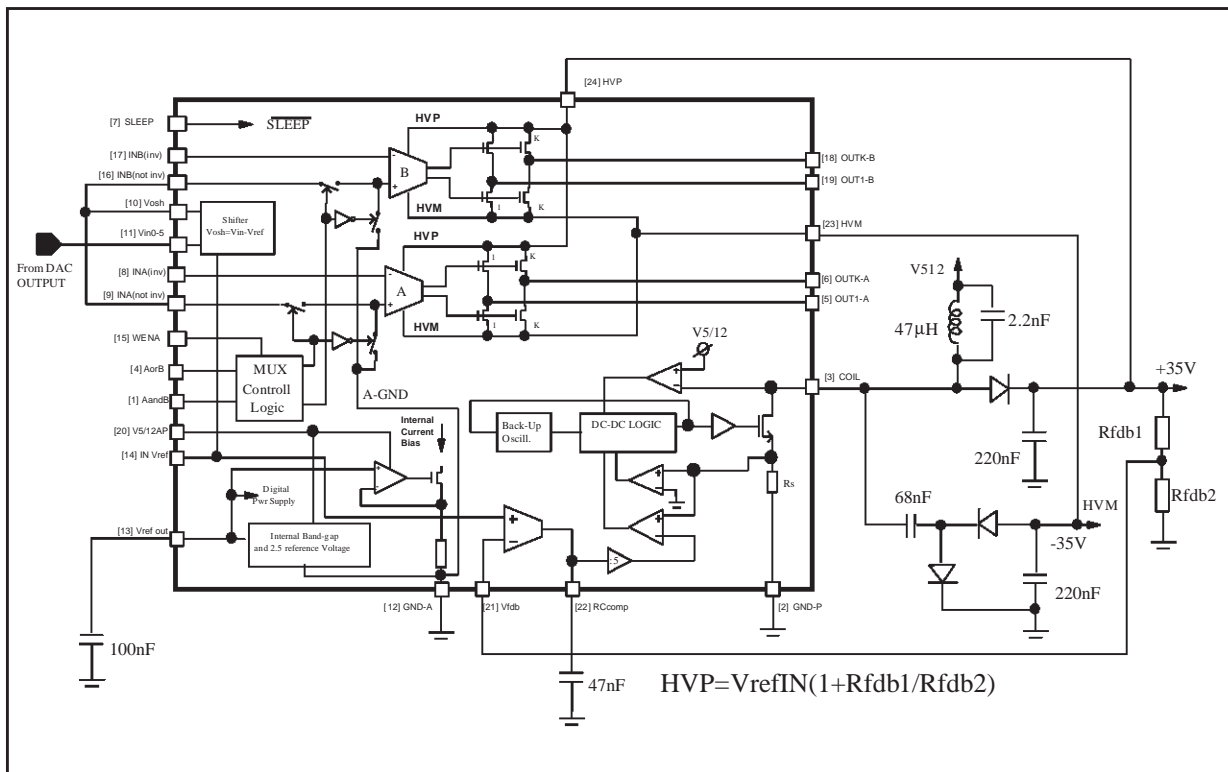 [24] HVP
[7] SLEEP
SLEEP
HVP
K
[17] INB(inv)
-
B
[18] OUTK-B
[16] INB(not inv)
+
[19] OUT1-B
[10] Vosh
Shifter
Vosh=Vin-Vref
HVM
1
K
[23] HVM
[11] Vin0-5
From DAC
OUTPUT
HVP
1
K
[8] INA(inv)
-
A
V512
[6] OUTK-A
[9] INA(not inv)
+
[5] OUT1-A
1
K
47µH
2.2nF
HVM
[15] WENA
V5/12
[4] AorB
MUX
Controll
Logic
+
-
[3] COIL
+35V
[1] AandB
A-GND
[20] V5/12AP
Internal
Current
Bias
Back-Up
Oscill.
DC-DC LOGIC
Rfdb1
[14] IN Vref
220nF
+
-
+
-
Rs
Rfdb2
Digital
Pwr Supply
68nF
HVM
[13] Vref out
Internal Band-gap
and 2.5 reference Voltage
+
-
+
-
-35V
:5
220nF
[12] GND-A
[21] Vfdb
[22] RCcomp
[2] GND-P
100nF
47nF
HVP=VrefIN(1+Rfdb1/Rfdb2)